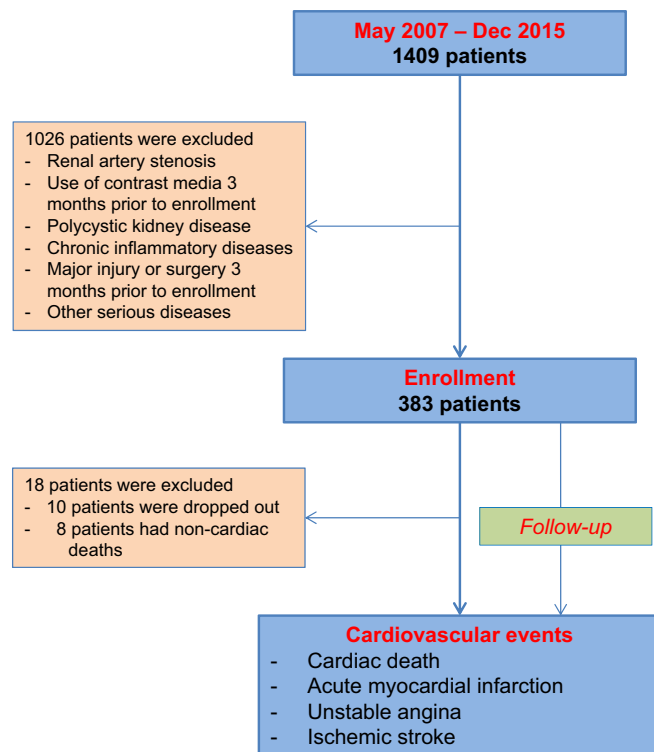 May 2007 – Dec 2015
1409 patients
1026 patients were excluded
- Renal artery stenosis
- Use of contrast media 3
months prior to enrollment
- Polycystic kidney disease
- Chronic inflammatory diseases
- Major injury or surgery 3
months prior to enrollment
- Other serious diseases
Enrollment
383 patients
18 patients were excluded
- 10 patients were dropped out
- 8 patients had non-cardiac
deaths
Follow-up
Cardiovascular events
- Cardiac death
- Acute myocardial infarction
- Unstable angina
- Ischemic stroke